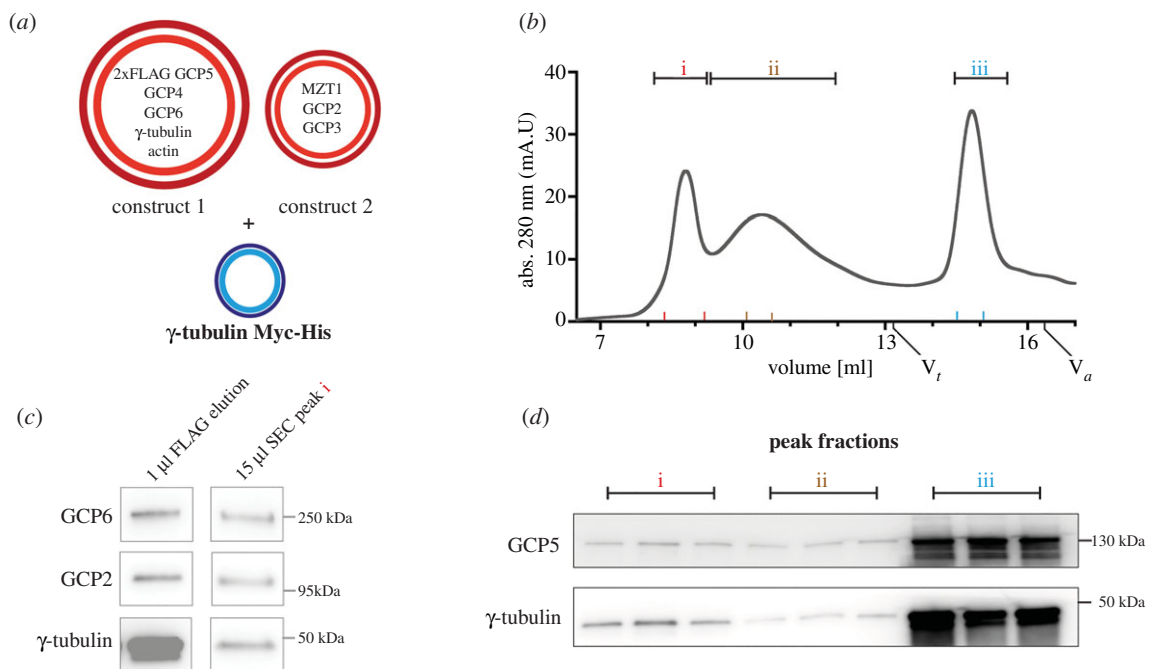 (a)
2xFLAG GCP5
GCP4
GCP6
γ-tubulin
actin
construct 1
MZT1
GCP2
GCP3
construct 2
+
γ-tubulin Myc-His
(b)
i
ii
iii
abs. 280 nm (mA.U)
40
30
20
10
0
7
10
13
16
volume [ml]
Vt
Va
(c)
1 µl FLAG elution
15 µl SEC peak i
GCP6
250 kDa
GCP2
95kDa
γ-tubulin
50 kDa
(d)
peak fractions
i
ii
iii
GCP5
130 kDa
γ-tubulin
50 kDa